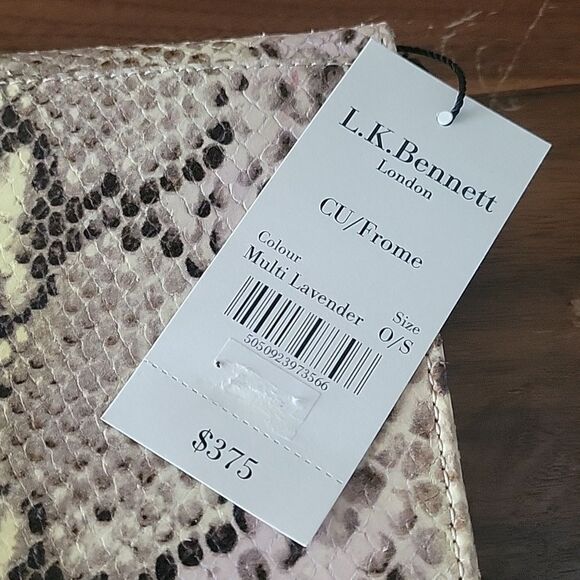 L.K.Bennett
London
CU/Frome
Colour
Multi Lavender
Size
O/S
5050923973566
$375